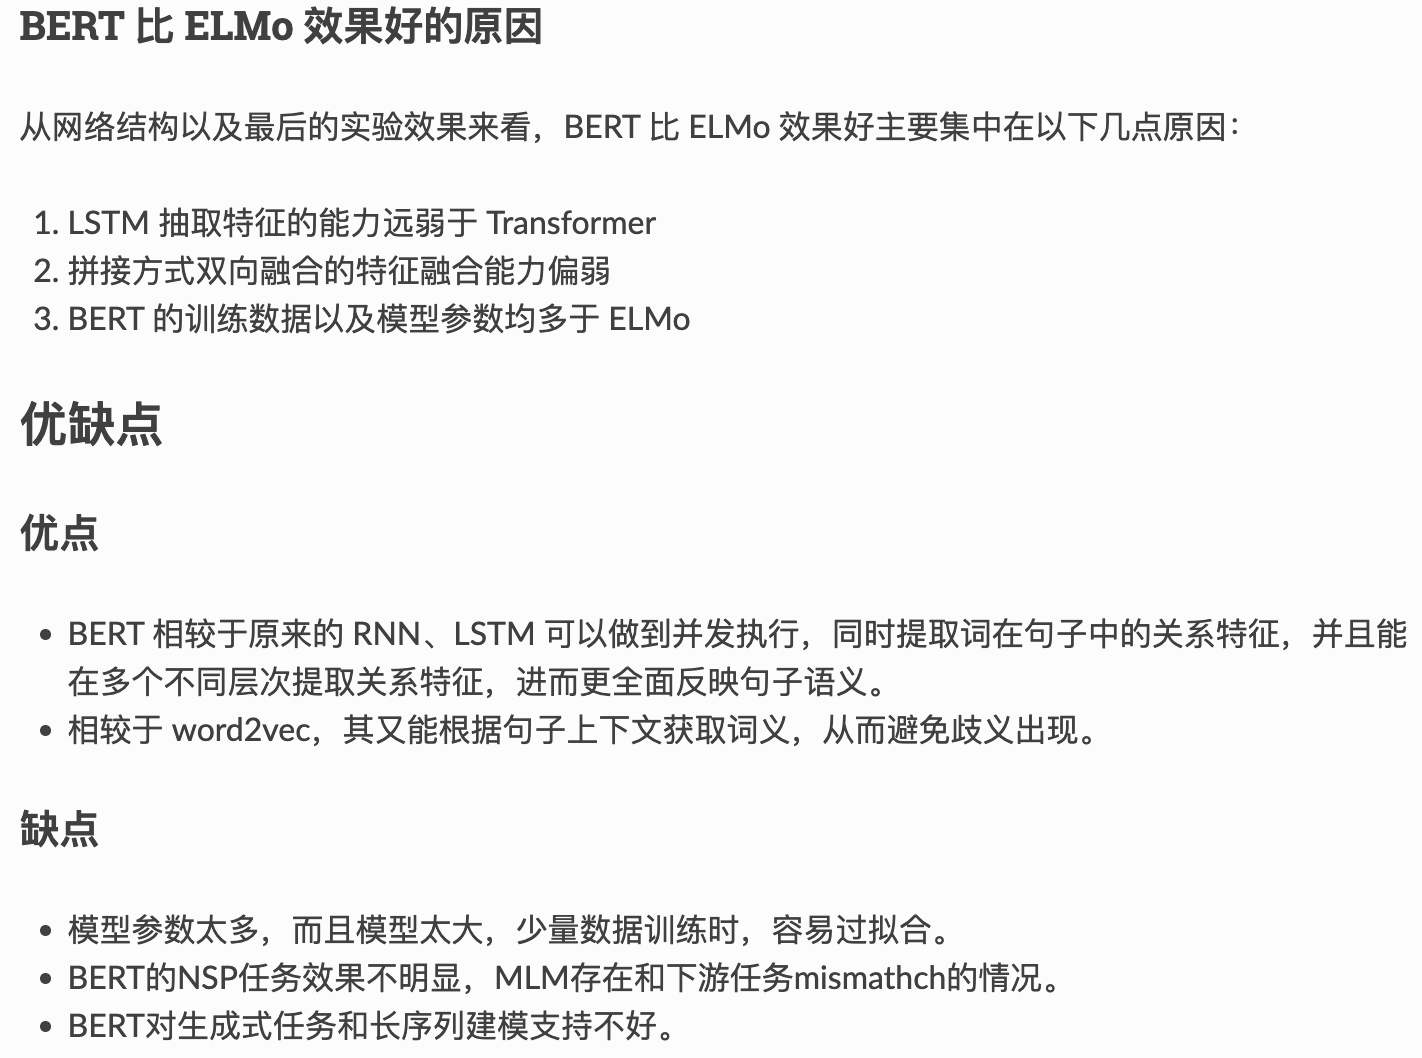 BERT 比 ELMo 效果好的原因
从网络结构以及最后的实验效果来看，BERT 比 ELMo 效果好主要集中在以下几点原因：
1. LSTM 抽取特征的能力远弱于 Transformer
2. 拼接方式双向融合的特征融合能力偏弱
3. BERT 的训练数据以及模型参数均多于 ELMo
优缺点
优点
• BERT 相较于原来的 RNN、LSTM 可以做到并发执行，同时提取词在句子中的关系特征，并且能
在多个不同层次提取关系特征，进而更全面反映句子语义。
• 相较于 word2vec，其又能根据句子上下文获取词义，从而避免歧义出现。
缺点
• 模型参数太多，而且模型太大，少量数据训练时，容易过拟合。
• BERT的NSP任务效果不明显，MLM存在和下游任务mismathch的情况。
• BERT对生成式任务和长序列建模支持不好。